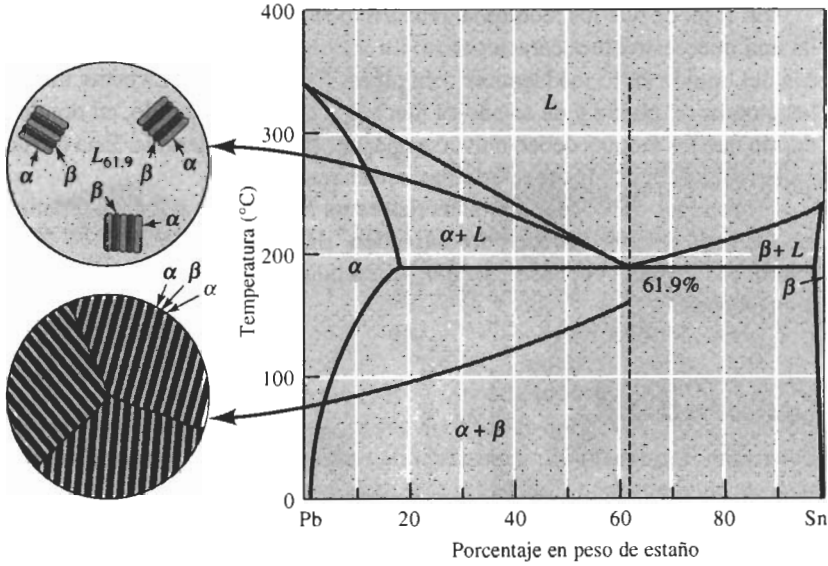 400
300
200
100
0
Temperatura (°C)
L
α + L
α
β + L
β
61.9%
α + β
Pb
20
40
60
80
Sn
Porcentaje en peso de estaño
L61.9
α
β
β
α
β
α
α
β
α